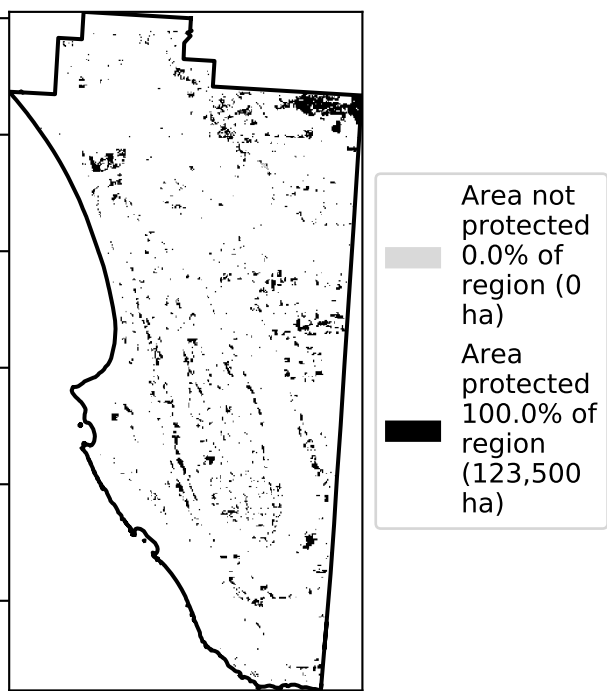 Area not
protected
0.0% of
region (0
ha)
Area
protected
100.0% of
region
(123,500
ha)